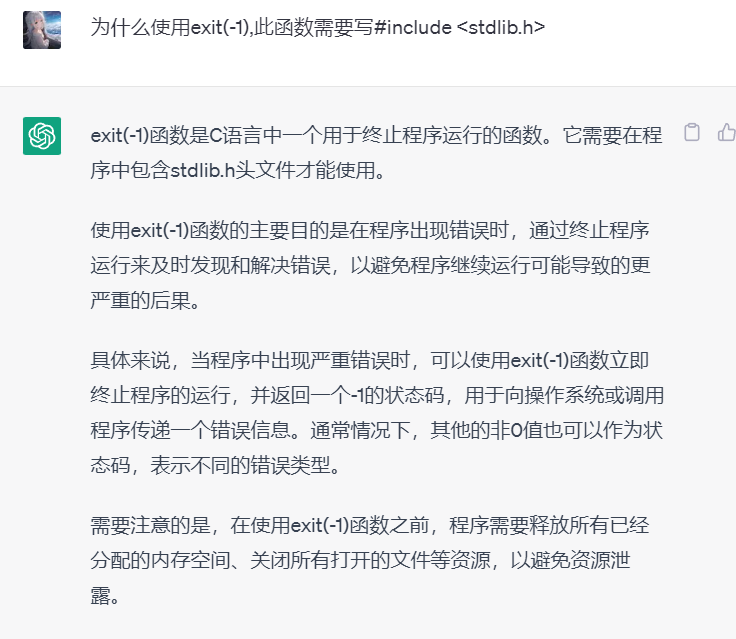 为什么使用exit(-1),此函数需要写#include <stdlib.h>
exit(-1)函数是C语言中一个用于终止程序运行的函数。它需要在程
序中包含stdlib.h头文件才能使用。
使用exit(-1)函数的主要目的是在程序出现错误时，通过终止程序
运行来及时发现和解决错误，以避免程序继续运行可能导致的更
严重的后果。
具体来说，当程序中出现严重错误时，可以使用exit(-1)函数立即
终止程序的运行，并返回一个-1的状态码，用于向操作系统或调用
程序传递一个错误信息。通常情况下，其他的非0值也可以作为状
态码，表示不同的错误类型。
需要注意的是，在使用exit(-1)函数之前，程序需要释放所有已经
分配的内存空间、关闭所有打开的文件等资源，以避免资源泄
露。